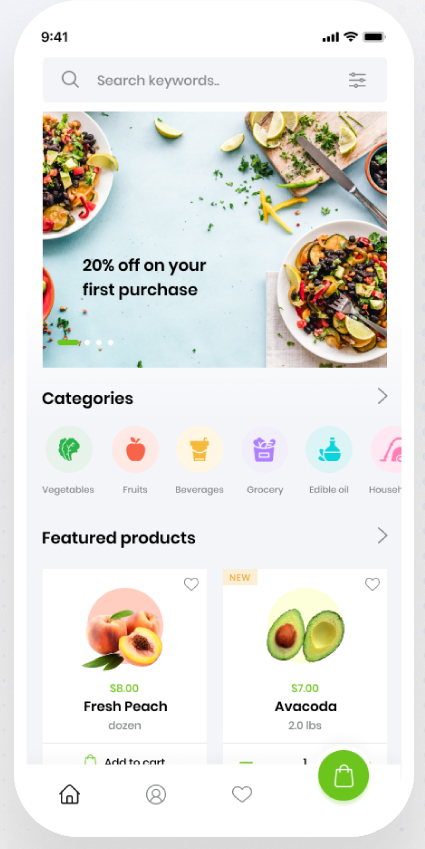 9:41
Search keywords..
20% off on your
first purchase
Categories
Vegetables
Fruits
Beverages
Grocery
Edible oil
Househ
Featured products
NEW
$8.00
Fresh Peach
dozen
Add to cart
$7.00
Avacoda
2.0 lbs
1